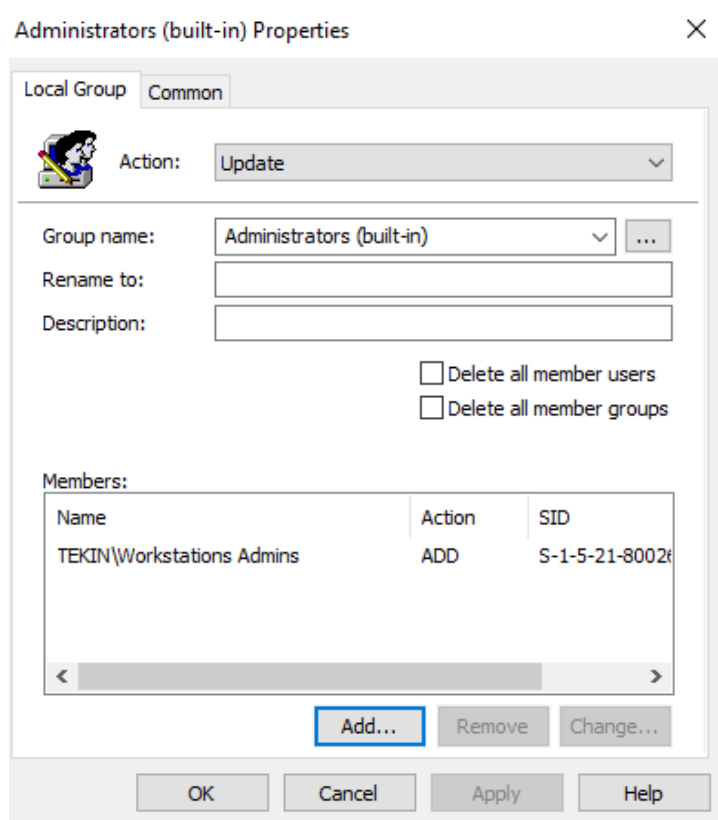 Administrators (built-in) Properties
Local Group Common
Action: Update
Group name: Administrators (built-in) ...
Rename to:
Description:
Delete all member users
Delete all member groups
Members:
Name Action SID
TEKIN\Workstations Admins ADD S-1-5-21-80026
Add... Remove Change...
OK Cancel Apply Help